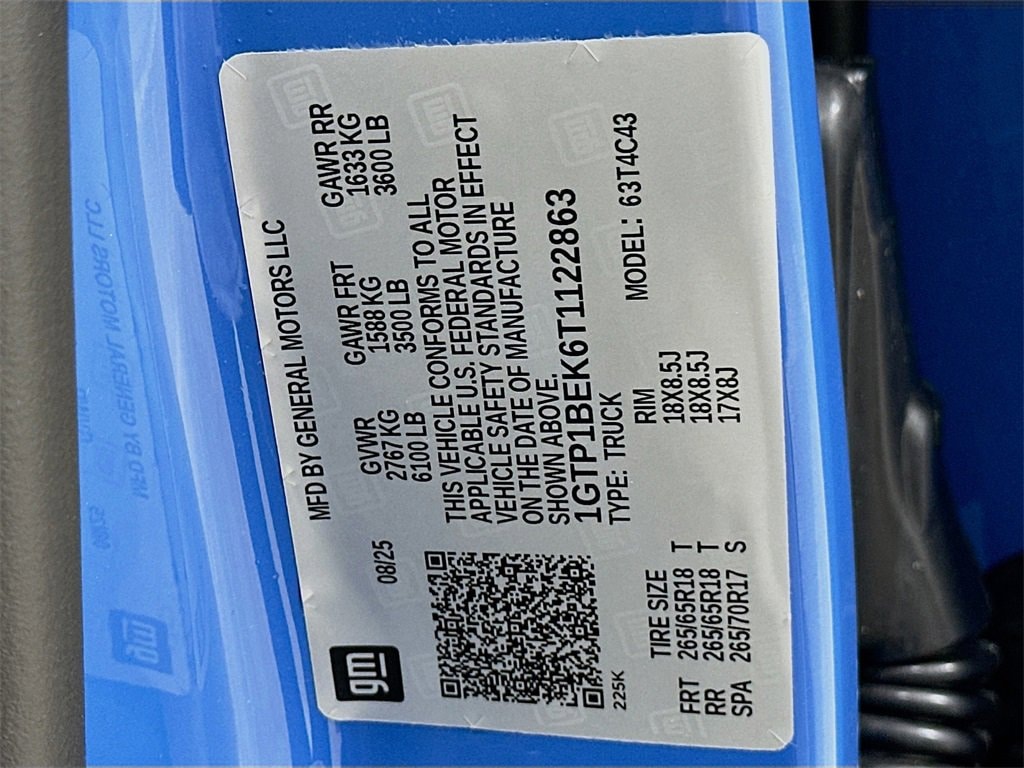 gm
MFD BY GENERAL MOTORS LLC
08/25
GVWR GAWR FRT GAWR RR
2767 KG 1588 KG 1633 KG
6100 LB 3500 LB 3600 LB
THIS VEHICLE CONFORMS TO ALL
APPLICABLE U.S. FEDERAL MOTOR
VEHICLE SAFETY STANDARDS IN EFFECT
ON THE DATE OF MANUFACTURE
SHOWN ABOVE.
1GTP1BEK6T1122863
TYPE: TRUCK MODEL: 63T4C43
225K
TIRE SIZE RIM
FRT 265/65R18 T 18X8.5J
RR 265/65R18 T 18X8.5J
SPA 265/70R17 S 17X8J